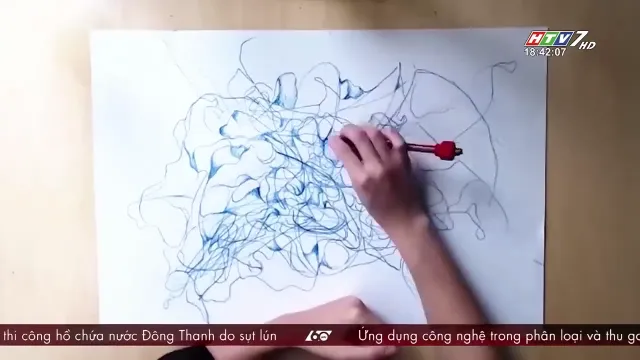 HTV7 HD
18:42:07
thi công hồ chứa nước Đông Thanh do sụt lún
60
Ứng dụng công nghệ trong phân loại và thu go